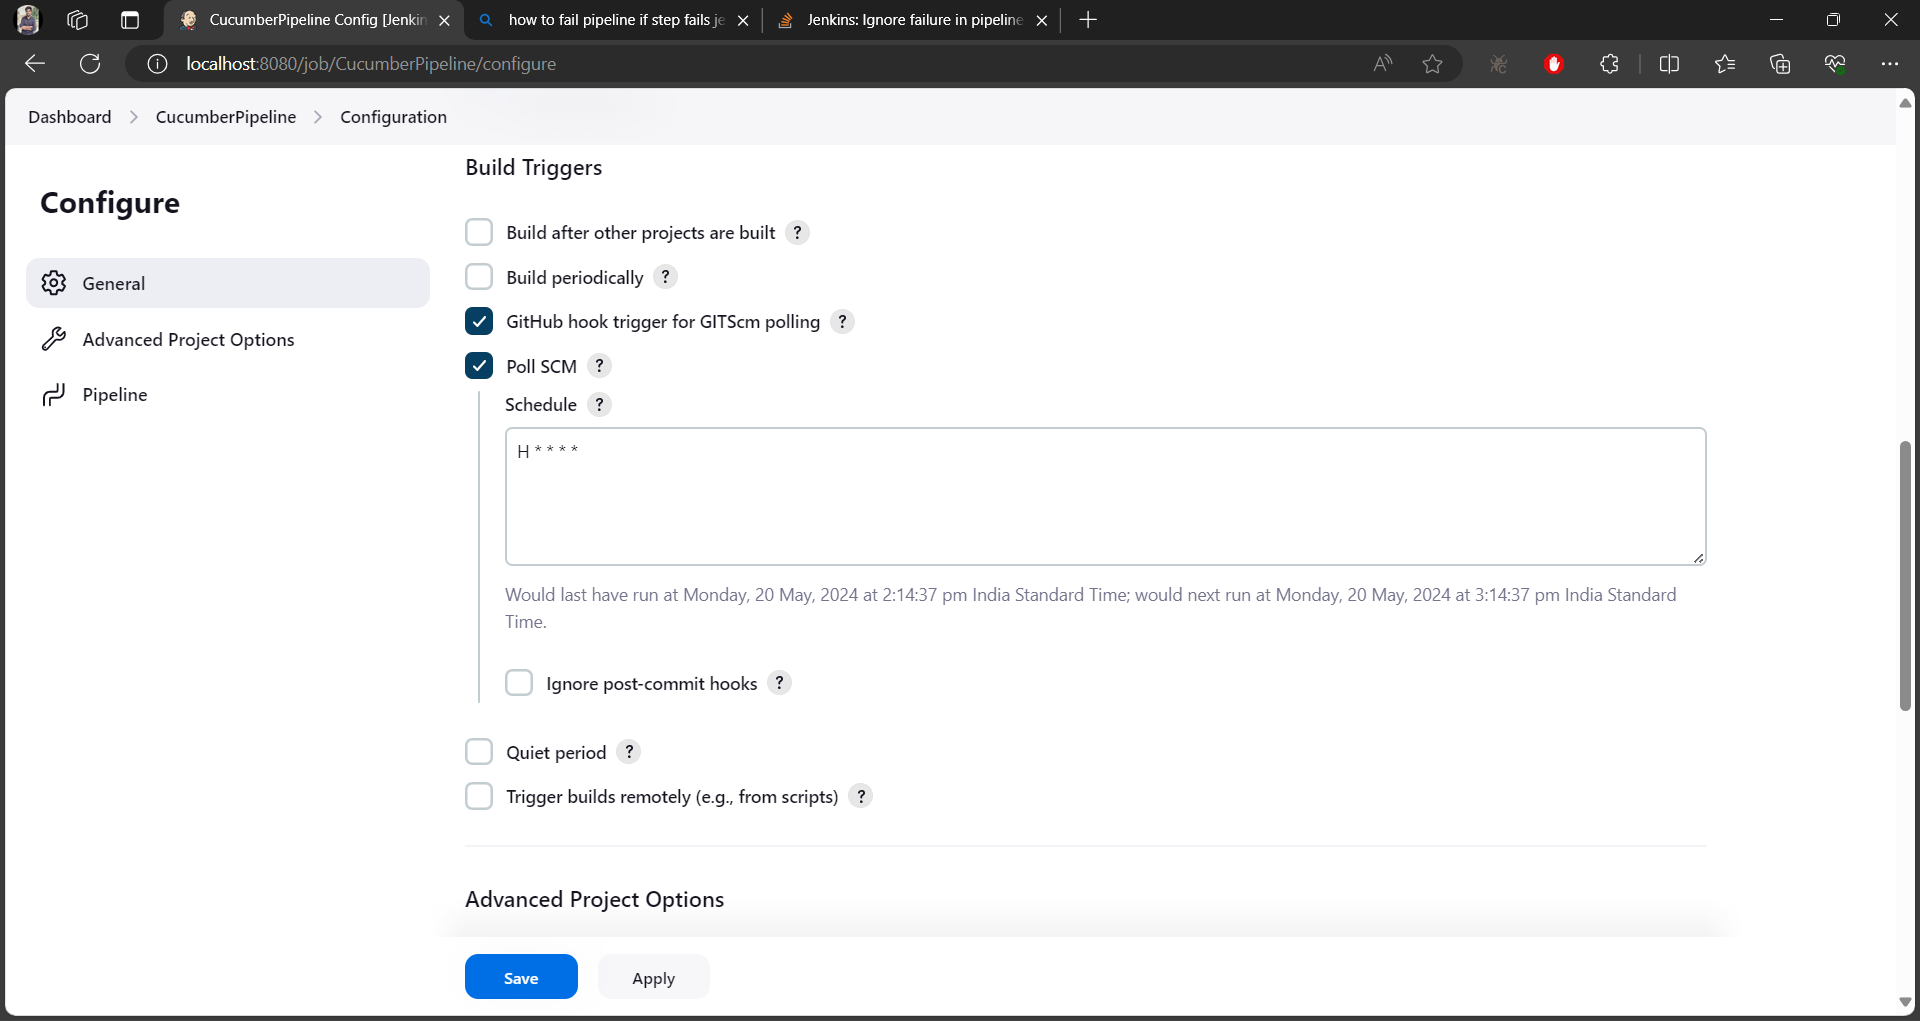 CucumberPipeline Config [Jenkin
how to fail pipeline if step fails je
Jenkins: Ignore failure in pipeline
localhost:8080/job/CucumberPipeline/configure
Dashboard > CucumberPipeline > Configuration
Configure
General
Advanced Project Options
Pipeline
Build Triggers
Build after other projects are built ?
Build periodically ?
GitHub hook trigger for GITScm polling ?
Poll SCM ?
Schedule ?
H * * * *
Would last have run at Monday, 20 May, 2024 at 2:14:37 pm India Standard Time; would next run at Monday, 20 May, 2024 at 3:14:37 pm India Standard
Time.
Ignore post-commit hooks ?
Quiet period ?
Trigger builds remotely (e.g., from scripts) ?
Advanced Project Options
Save
Apply